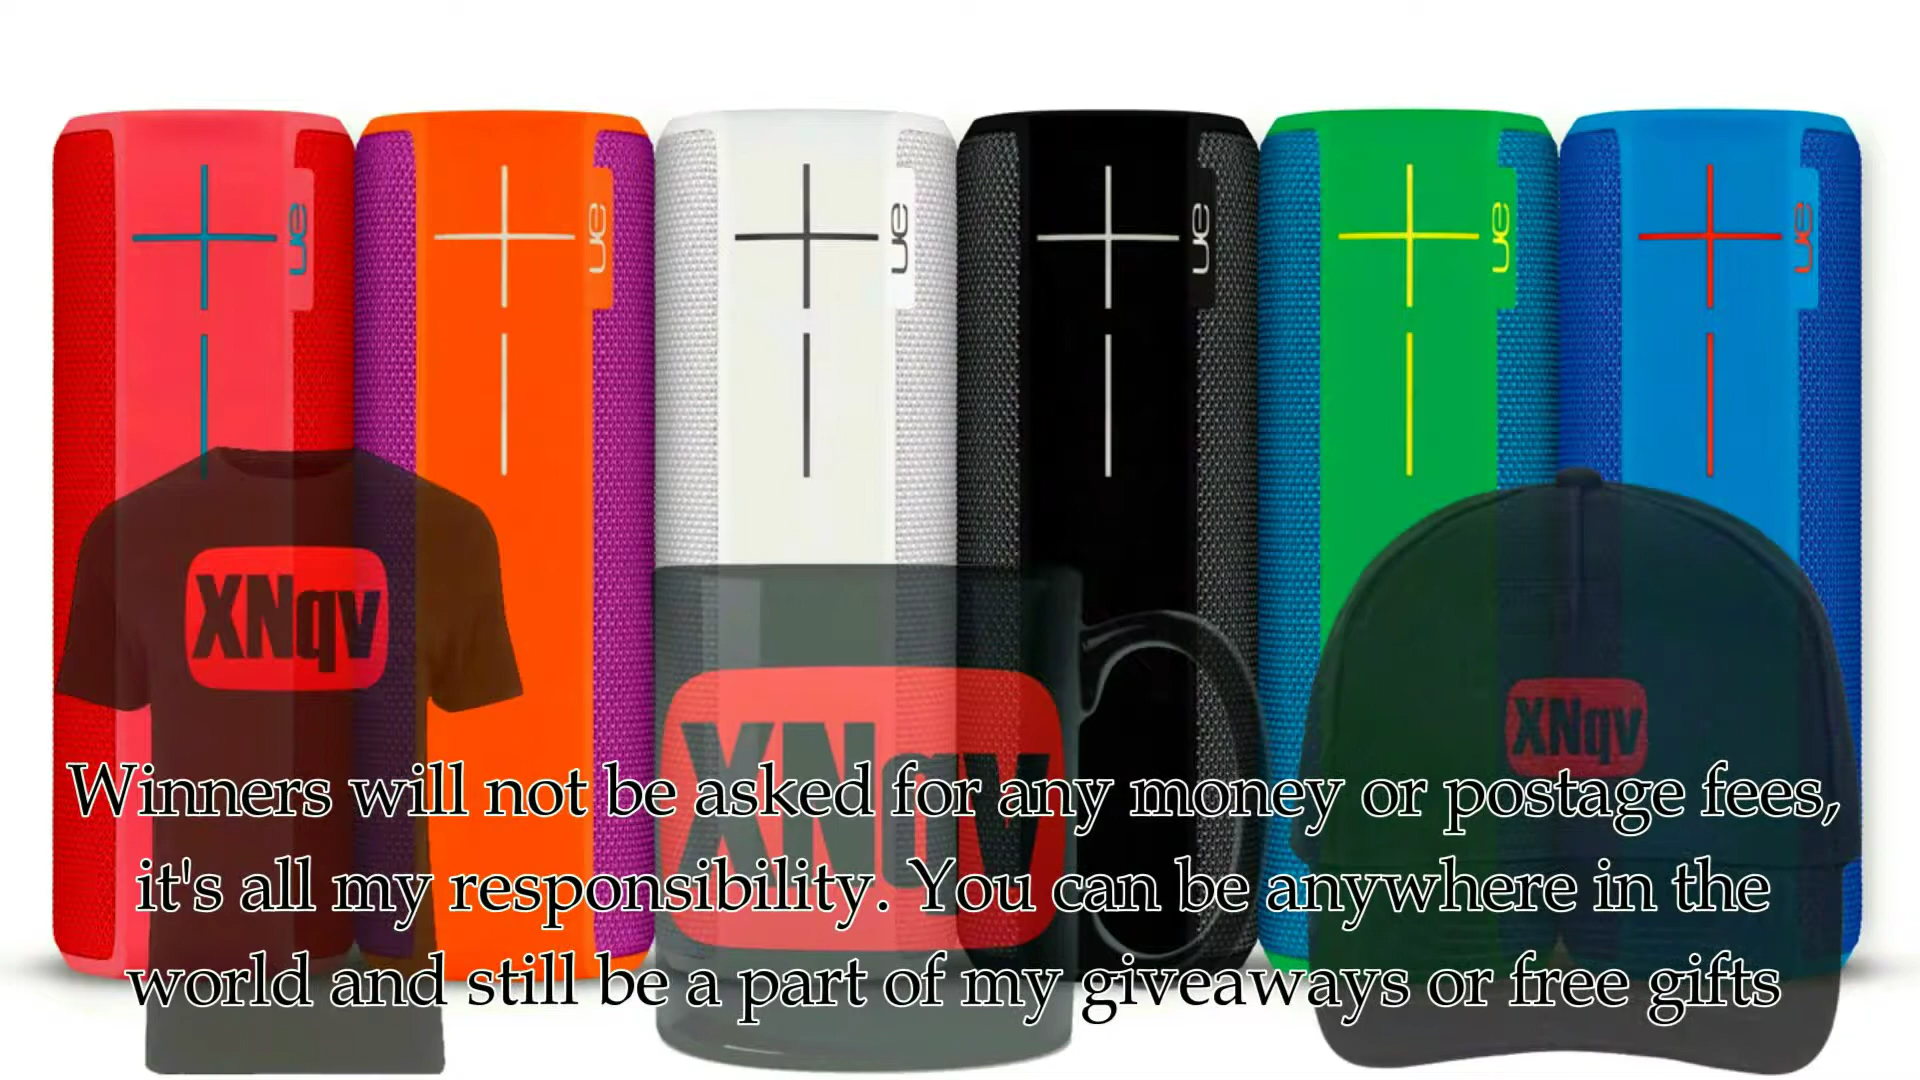 ue ue ue ue ue ue
XNqv
XNqv
XNqv
Winners will not be asked for any money or postage fees,
it's all my responsibility. You can be anywhere in the
world and still be a part of my giveaways or free gifts